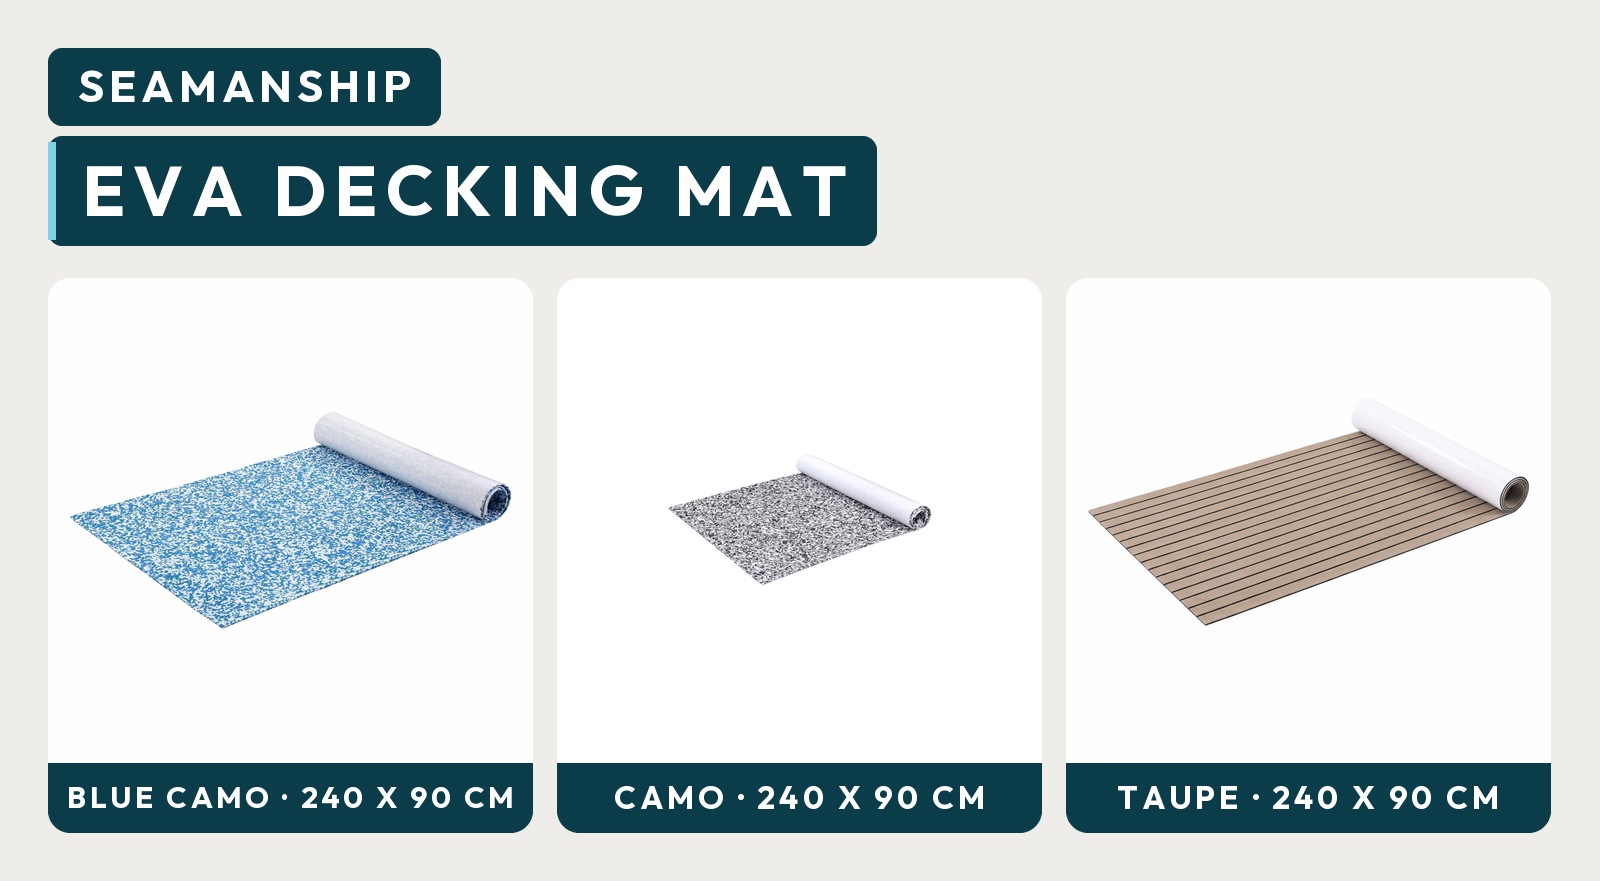 SEAMANSHIP
EVA DECKING MAT
BLUE CAMO · 240 X 90 CM
CAMO · 240 X 90 CM
TAUPE · 240 X 90 CM